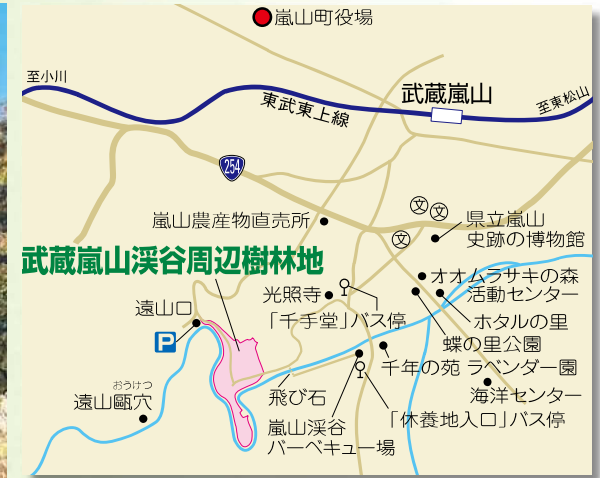 嵐山町役場
至小川
武蔵嵐山
至東松山
東武東上線
254
文
文
文
嵐山農産物直売所
県立嵐山
史跡の博物館
武蔵嵐山渓谷周辺樹林地
オオムラサキの森
活動センター
光照寺
「千手堂」バス停
遠山口
P
ホタルの里
蝶の里公園
千年の苑 ラベンダー園
おうけつ
遠山甌穴
飛び石
海洋センター
嵐山渓谷
バーベキュー場
「休養地入口」バス停